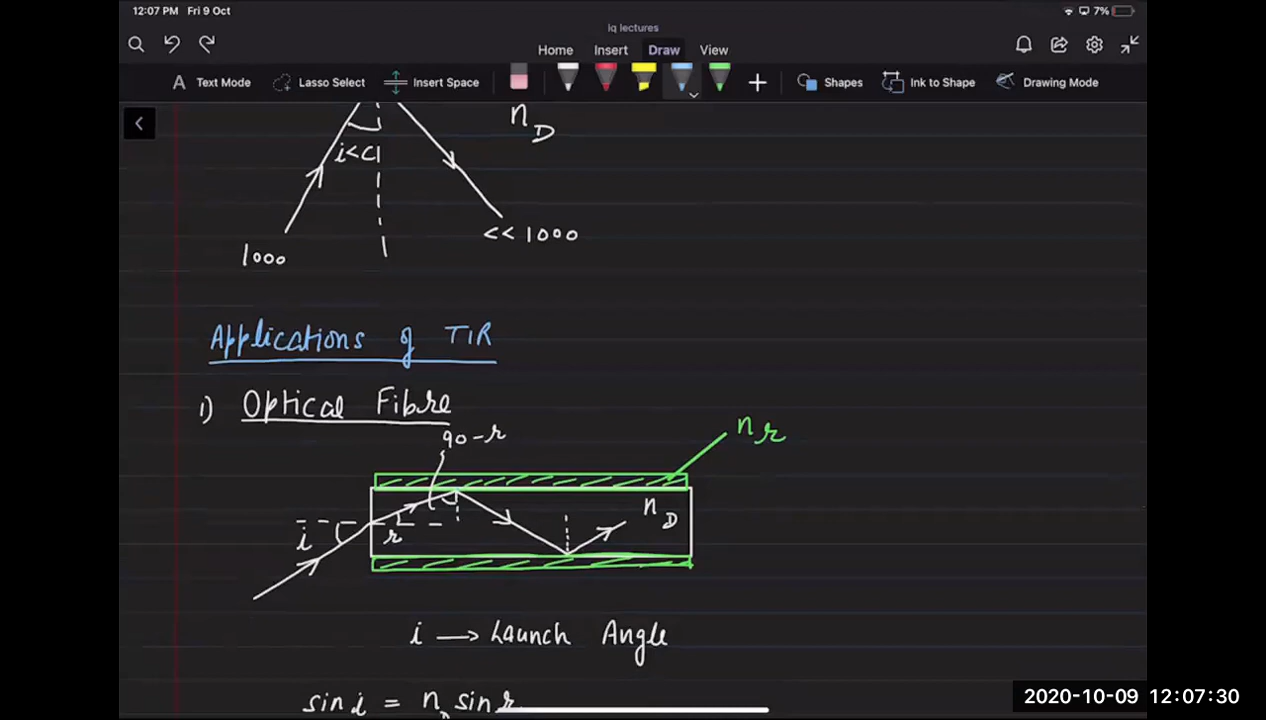 12:07 PM Fri 9 Oct
7%
iq lectures
Home Insert Draw View
Text Mode Lasso Select Insert Space Shapes Ink to Shape Drawing Mode
n_D
i<C
<< 1000
1000
Applications of TIR
1) Optical Fibre
90-r
n_r
n_D
i
r
i → Launch Angle
sin i = n_D sin r
2020-10-09 12:07:30